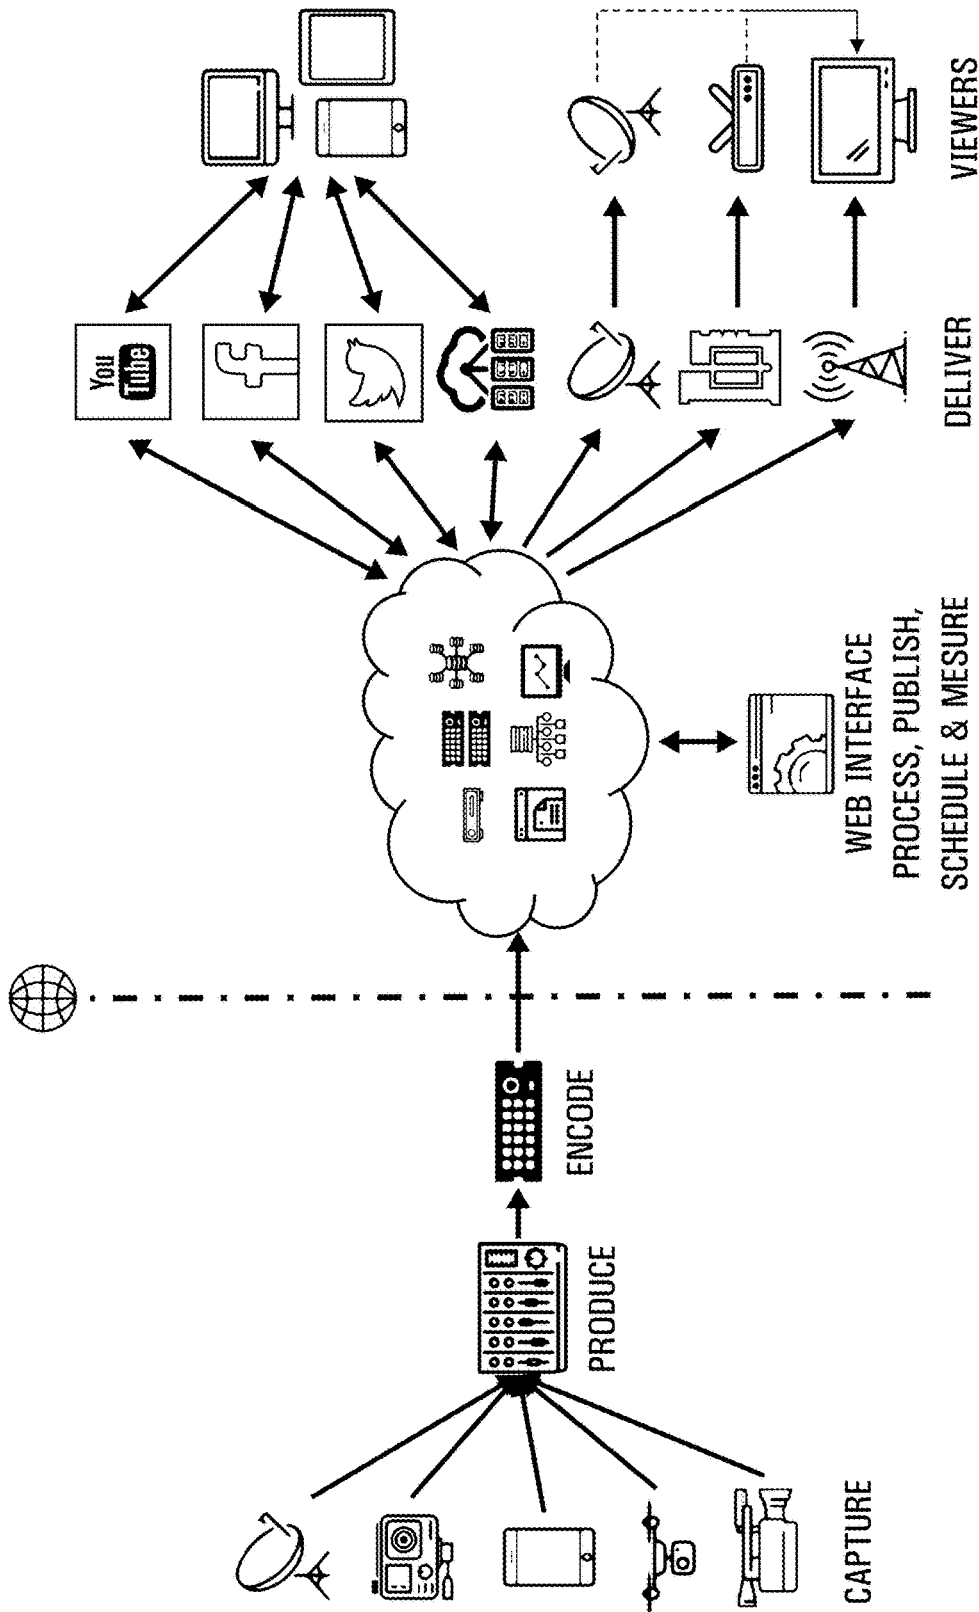 CAPTURE
PRODUCE
ENCODE
WEB INTERFACE
PROCESS, PUBLISH,
SCHEDULE & MESURE
You
Tube
f
DELIVER
VIEWERS